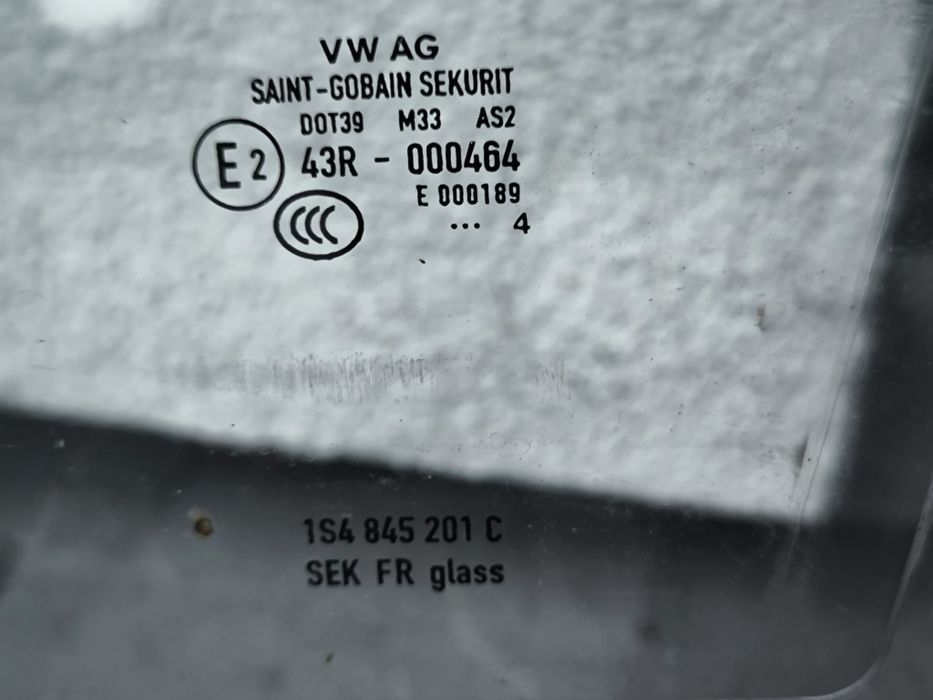 VW AG
SAINT-GOBAIN SEKURIT
DOT39 M33 AS2
E2 43R - 000464
E 000189
CCC ... 4
1S4 845 201 C
SEK FR glass